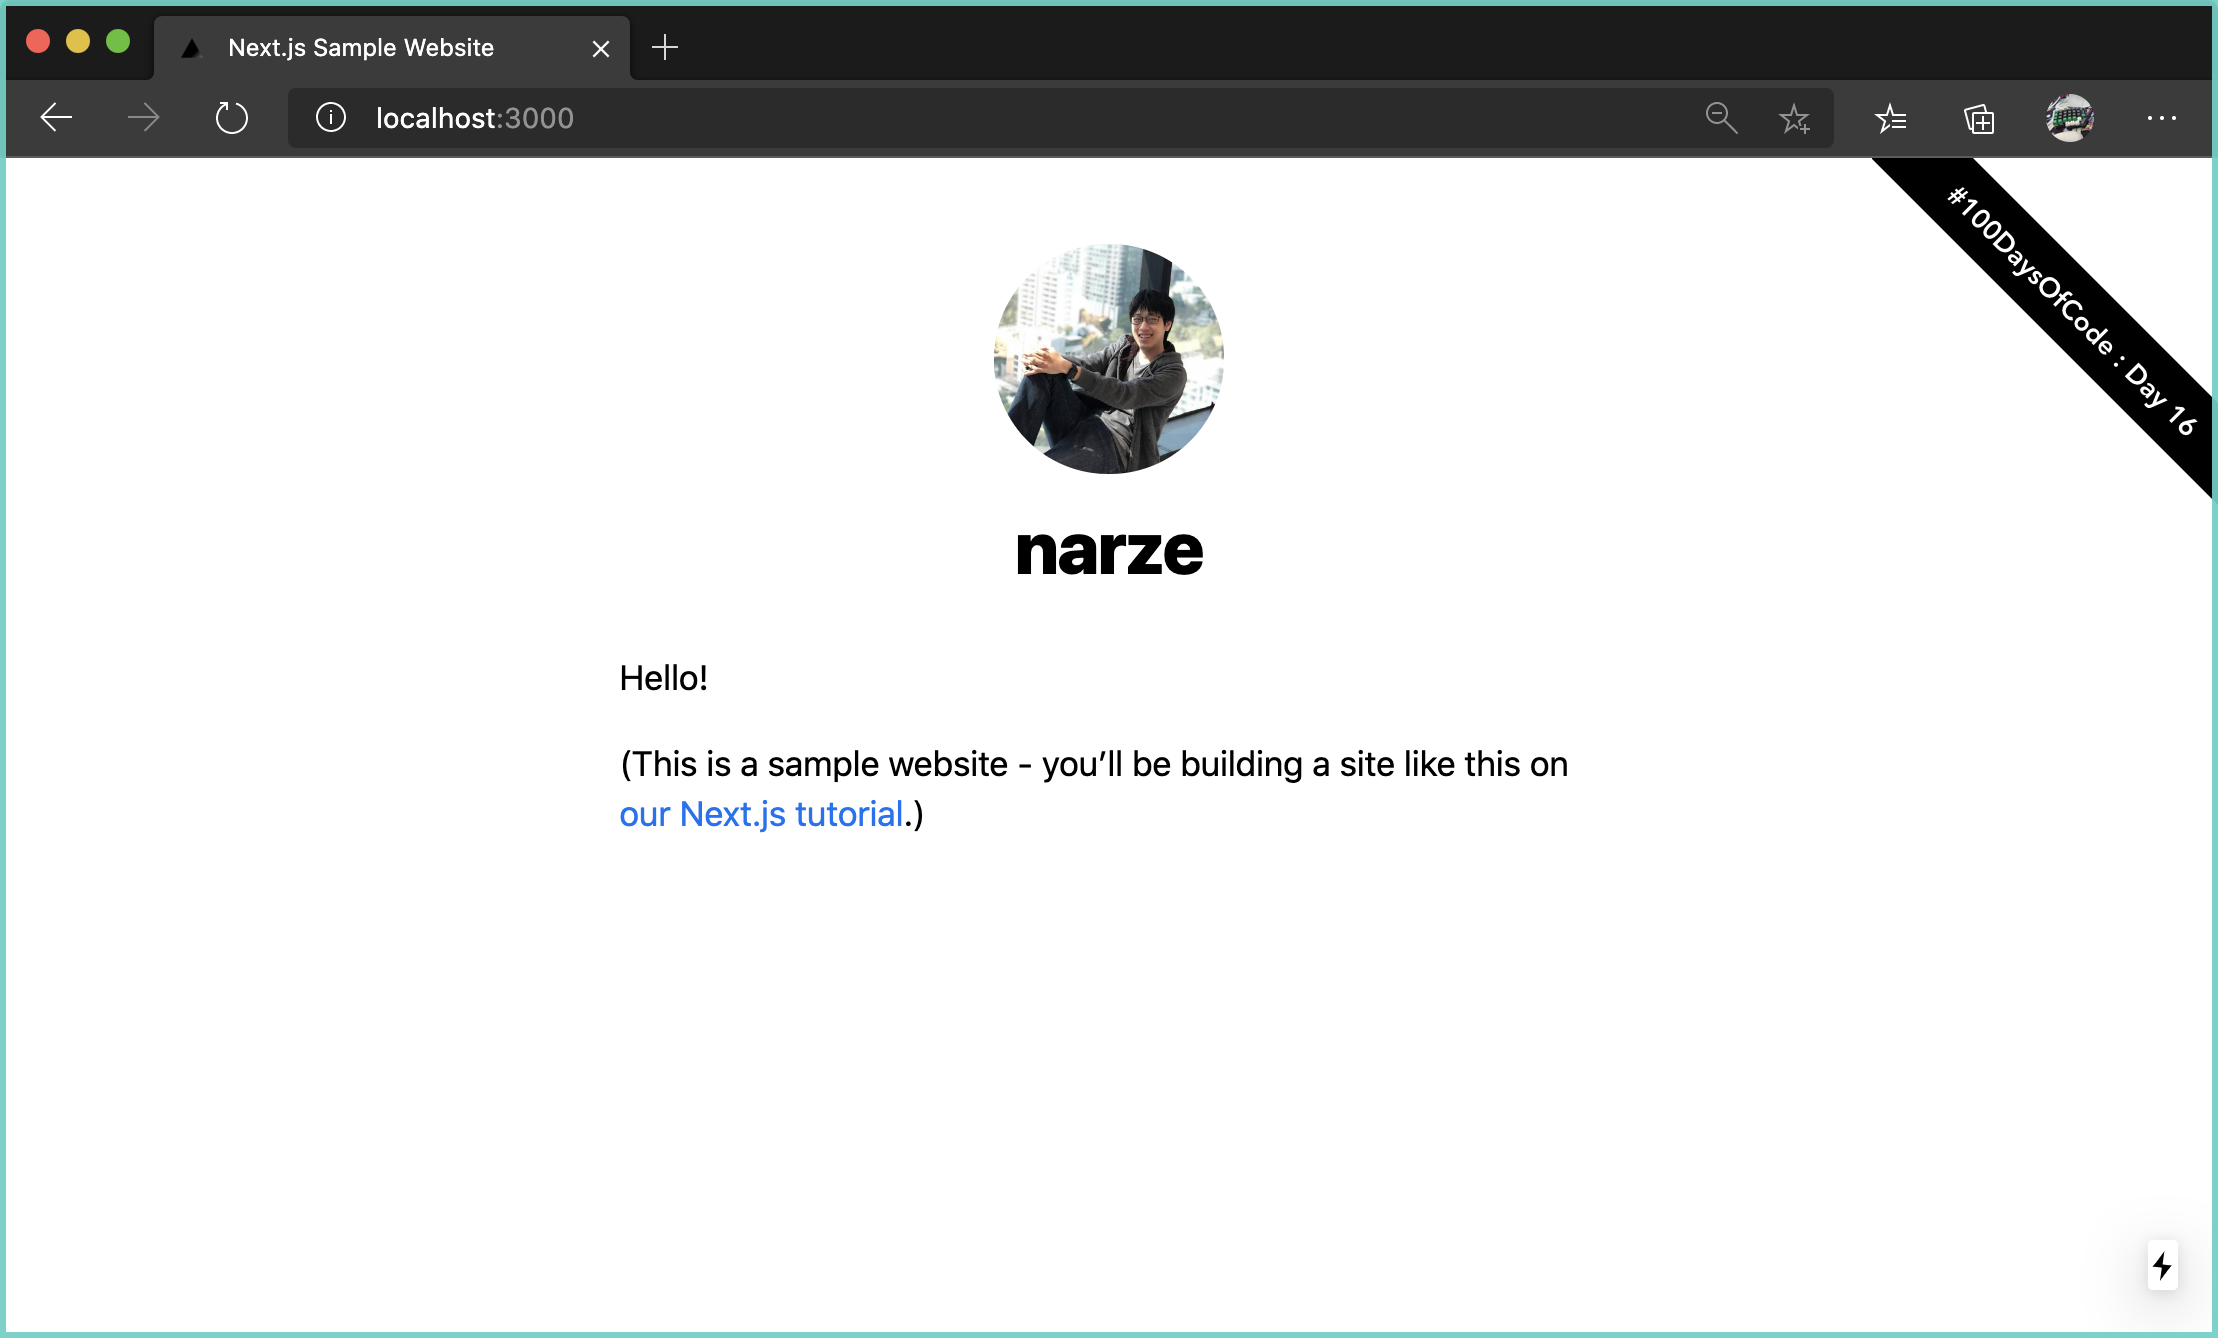 Next.js Sample Website
localhost:3000
#100DaysOfCode : Day 16
narze
Hello!
(This is a sample website - you’ll be building a site like this on
our Next.js tutorial.)